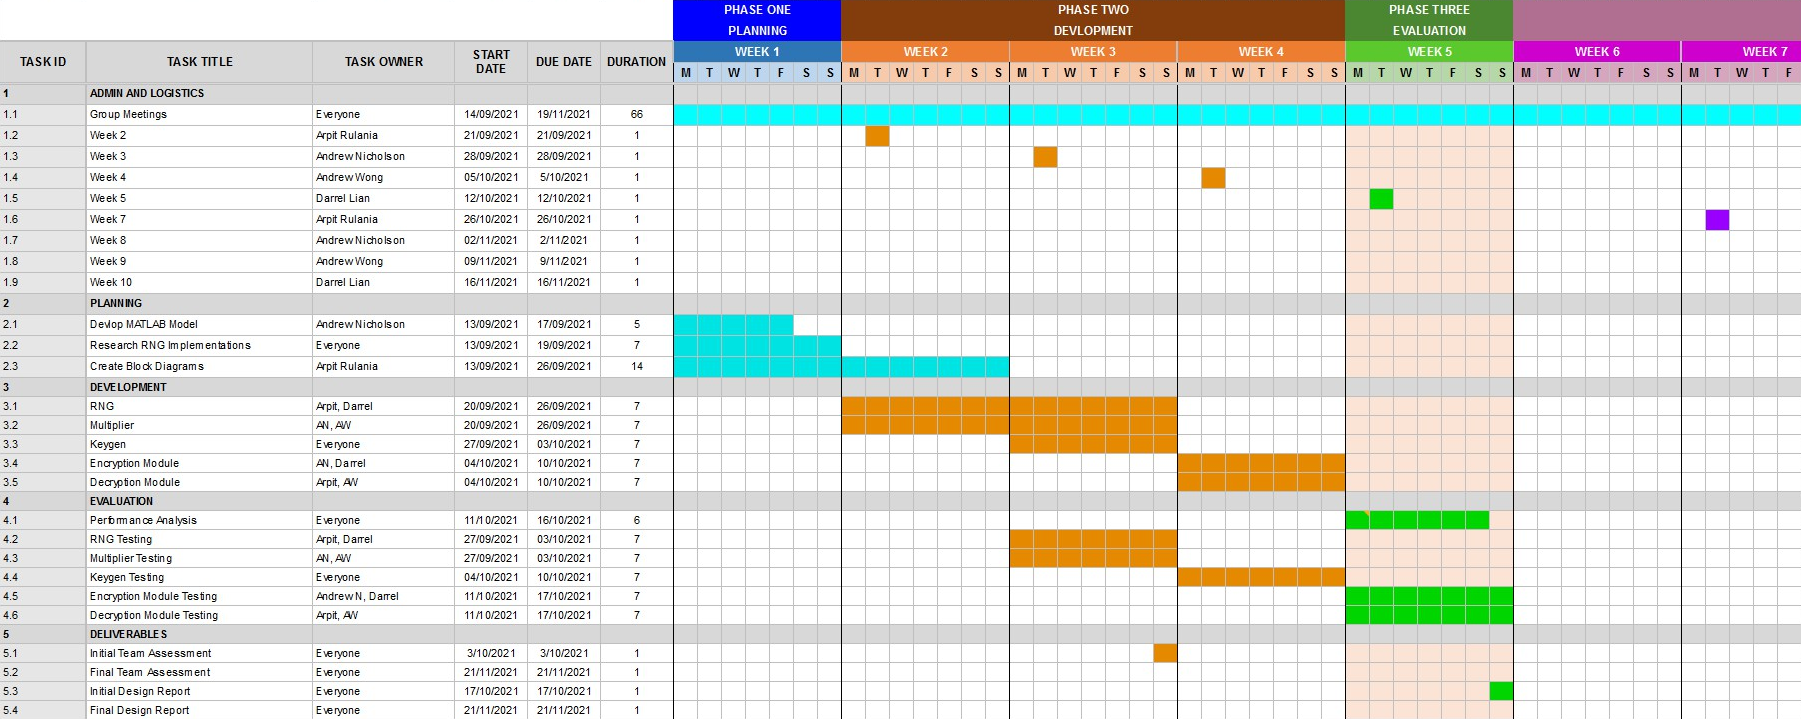 PHASE ONE PHASE TWO PHASE THREE
PLANNING DEVLOPMENT EVALUATION
TASK ID TASK TITLE TASK OWNER START DATE DUE DATE DURATION WEEK 1 WEEK 2 WEEK 3 WEEK 4 WEEK 5 WEEK 6 WEEK 7
M T W T F S S M T W T F S S M T W T F S S M T W T F S S M T W T F S S M T W T F S S M T W T F
1 ADMIN AND LOGISTICS
1.1 Group Meetings Everyone 14/09/2021 19/11/2021 66
1.2 Week 2 Arpit Rulania 21/09/2021 21/09/2021 1
1.3 Week 3 Andrew Nicholson 28/09/2021 28/09/2021 1
1.4 Week 4 Andrew Wong 05/10/2021 5/10/2021 1
1.5 Week 5 Darrel Lian 12/10/2021 12/10/2021 1
1.6 Week 7 Arpit Rulania 26/10/2021 26/10/2021 1
1.7 Week 8 Andrew Nicholson 02/11/2021 2/11/2021 1
1.8 Week 9 Andrew Wong 09/11/2021 9/11/2021 1
1.9 Week 10 Darrel Lian 16/11/2021 16/11/2021 1
2 PLANNING
2.1 Devlop MATLAB Model Andrew Nicholson 13/09/2021 17/09/2021 5
2.2 Research RNG Implementations Everyone 13/09/2021 19/09/2021 7
2.3 Create Block Diagrams Arpit Rulania 13/09/2021 26/09/2021 14
3 DEVELOPMENT
3.1 RNG Arpit, Darrel 20/09/2021 26/09/2021 7
3.2 Multiplier AN, AW 20/09/2021 26/09/2021 7
3.3 Keygen Everyone 27/09/2021 03/10/2021 7
3.4 Encryption Module AN, Darrel 04/10/2021 10/10/2021 7
3.5 Decryption Module Arpit, AW 04/10/2021 10/10/2021 7
4 EVALUATION
4.1 Performance Analysis Everyone 11/10/2021 16/10/2021 6
4.2 RNG Testing Arpit, Darrel 27/09/2021 03/10/2021 7
4.3 Multiplier Testing AN, AW 27/09/2021 03/10/2021 7
4.4 Keygen Testing Everyone 04/10/2021 10/10/2021 7
4.5 Encryption Module Testing Andrew N, Darrel 11/10/2021 17/10/2021 7
4.6 Decryption Module Testing Arpit, AW 11/10/2021 17/10/2021 7
5 DELIVERABLES
5.1 Initial Team Assessment Everyone 3/10/2021 3/10/2021 1
5.2 Final Team Assessment Everyone 21/11/2021 21/11/2021 1
5.3 Initial Design Report Everyone 17/10/2021 17/10/2021 1
5.4 Final Design Report Everyone 21/11/2021 21/11/2021 1